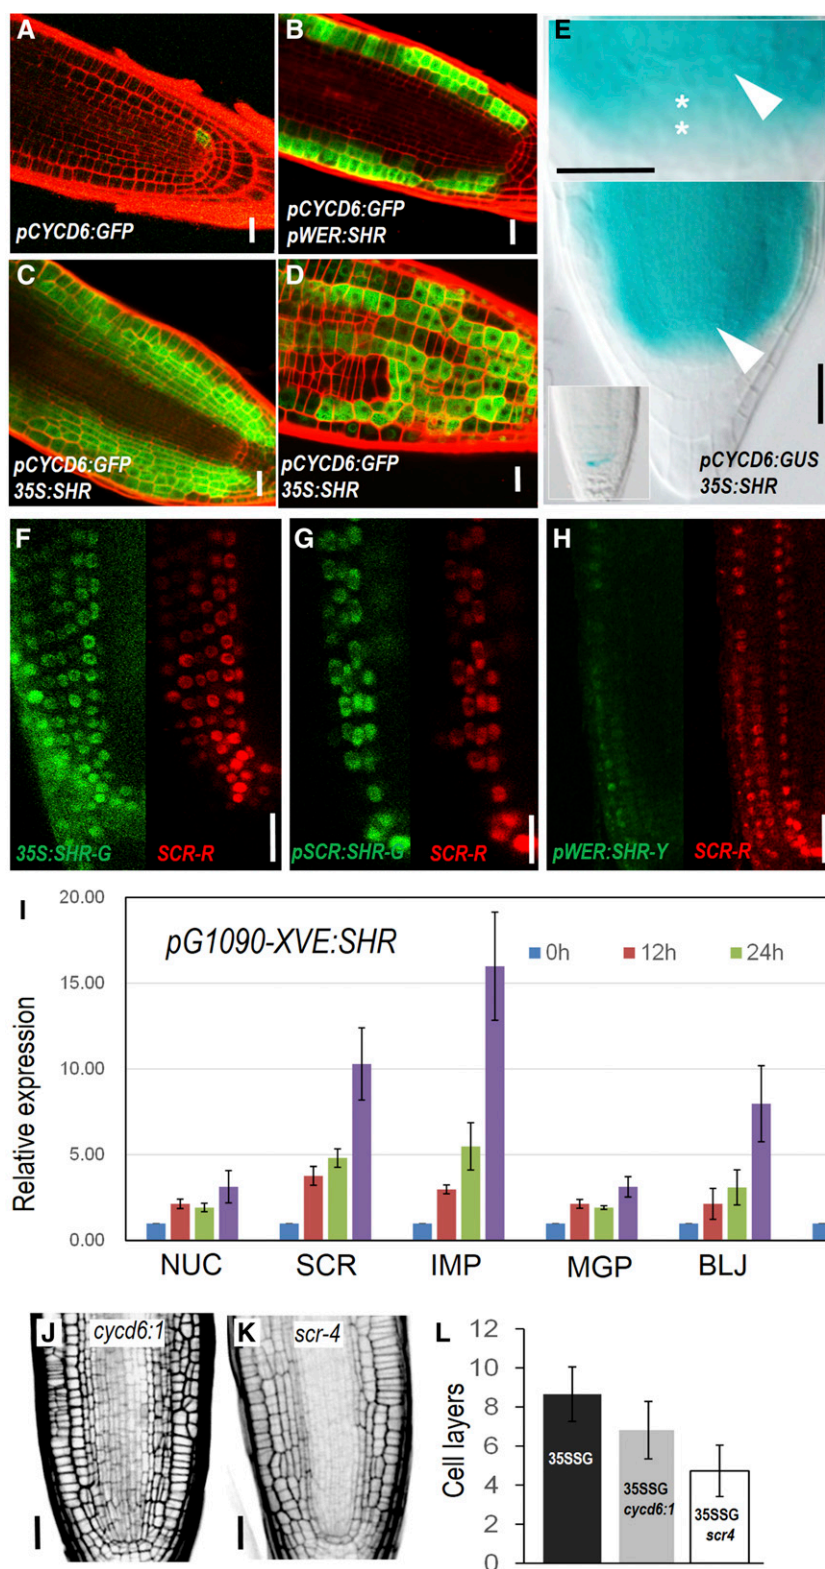 A
pCYCD6:GFP
B
pCYCD6:GFP
pWER:SHR
C
pCYCD6:GFP
35S:SHR
D
pCYCD6:GFP
35S:SHR
E
*
*
pCYCD6:GUS
35S:SHR
F
35S:SHR-G
SCR-R
G
pSCR:SHR-G
SCR-R
H
pWER:SHR-Y
SCR-R
I
pG1090-XVE:SHR
0h 12h 24h
Relative expression
20.00
15.00
10.00
5.00
0.00
NUC SCR IMP MGP BLJ
J
cycd6:1
K
scr-4
L
Cell layers
12
10
8
6
4
2
0
35SSG
35SSG
cycd6:1
35SSG
scr4